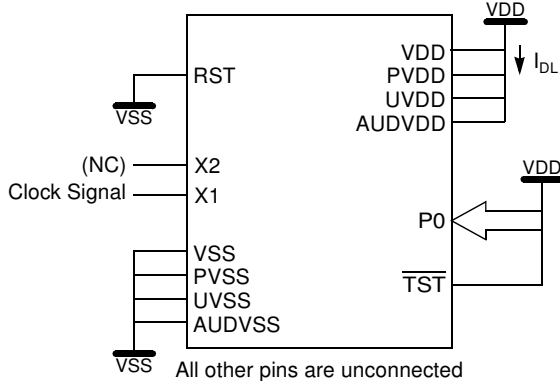 VDD
VDD
I_DL
PVDD
UVDD
AUDVDD
RST
VSS
(NC)
X2
Clock Signal
X1
VDD
P0
TST
VSS
PVSS
UVSS
AUDVSS
VSS
All other pins are unconnected